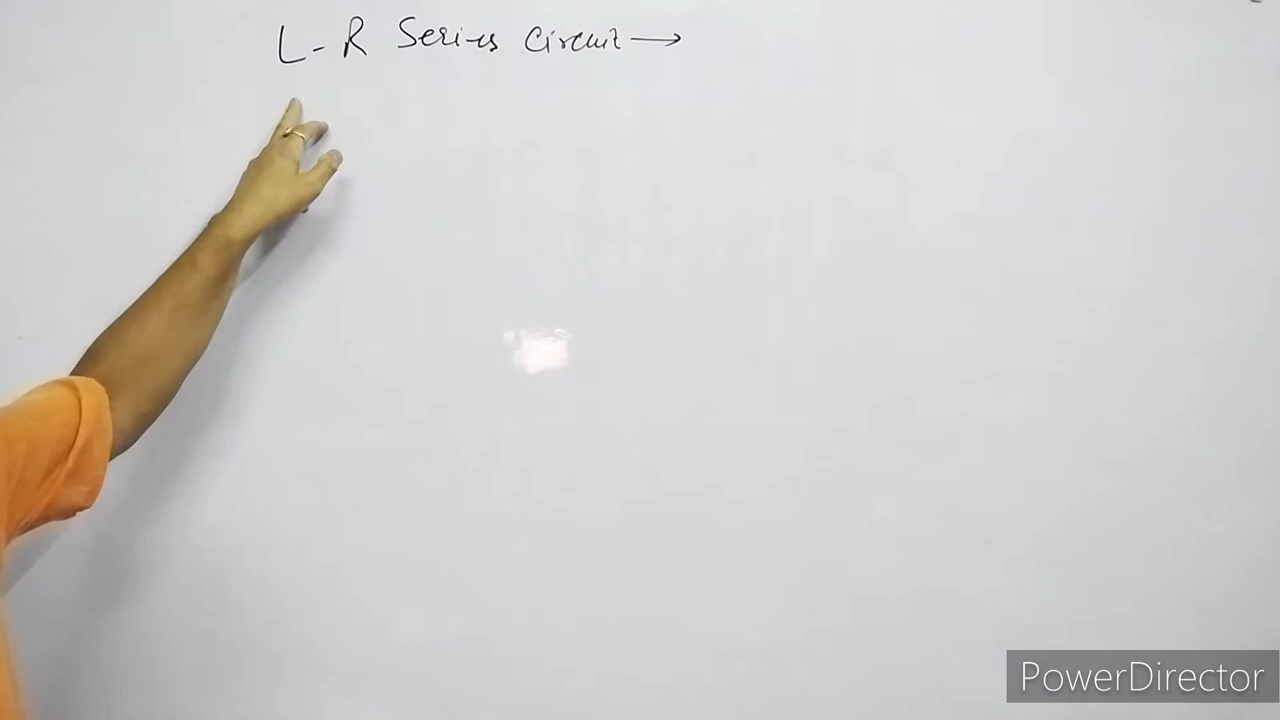 L-R Series Circuit →
PowerDirector